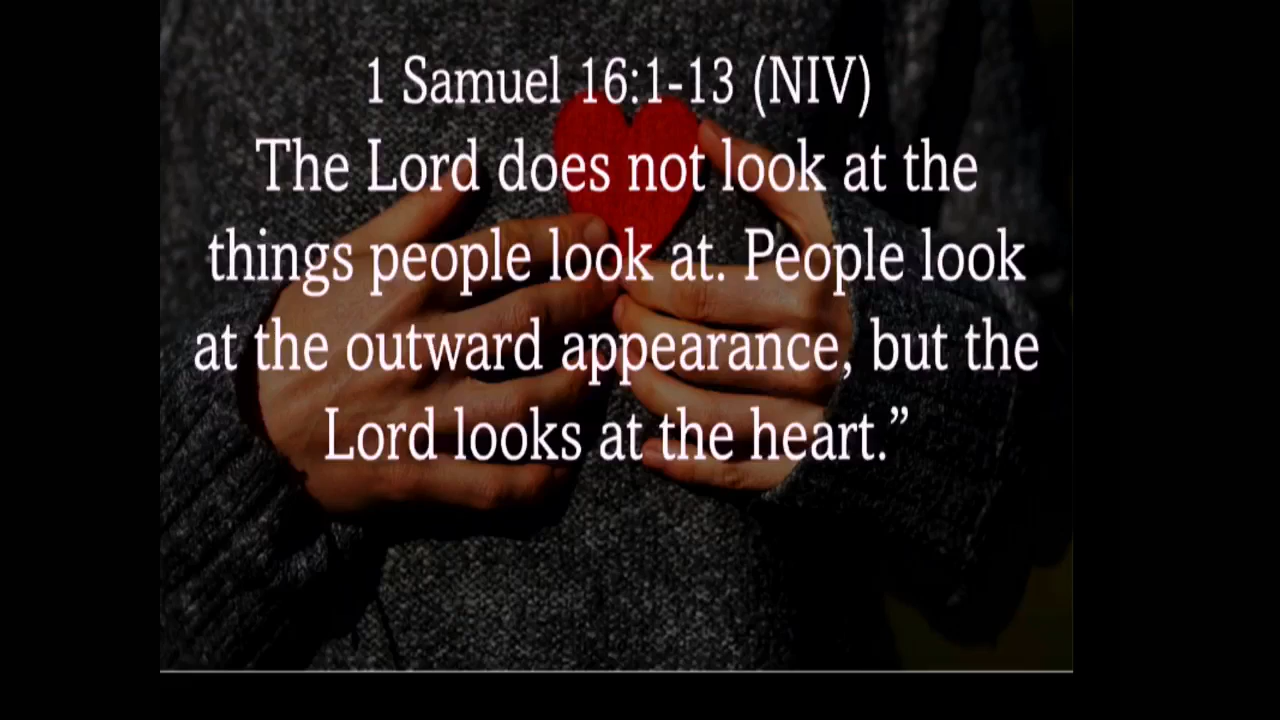 1 Samuel 16:1-13 (NIV)
The Lord does not look at the
things people look at. People look
at the outward appearance, but the
Lord looks at the heart.”